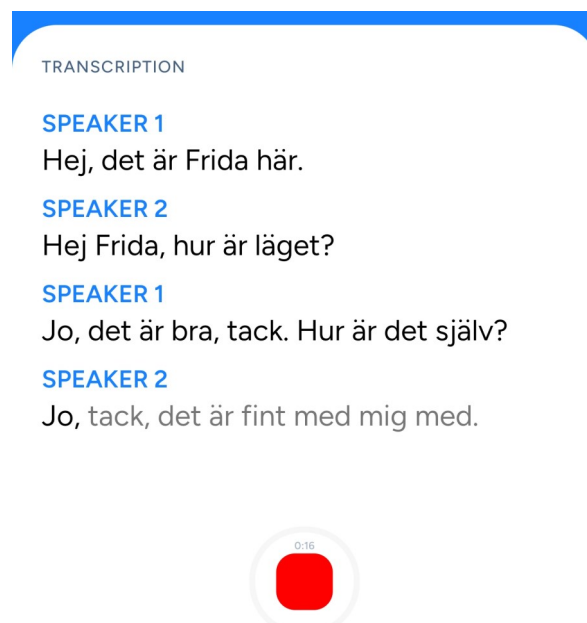 TRANSCRIPTION
SPEAKER 1
Hej, det är Frida här.
SPEAKER 2
Hej Frida, hur är läget?
SPEAKER 1
Jo, det är bra, tack. Hur är det själv?
SPEAKER 2
Jo, tack, det är fint med mig med.
0:16